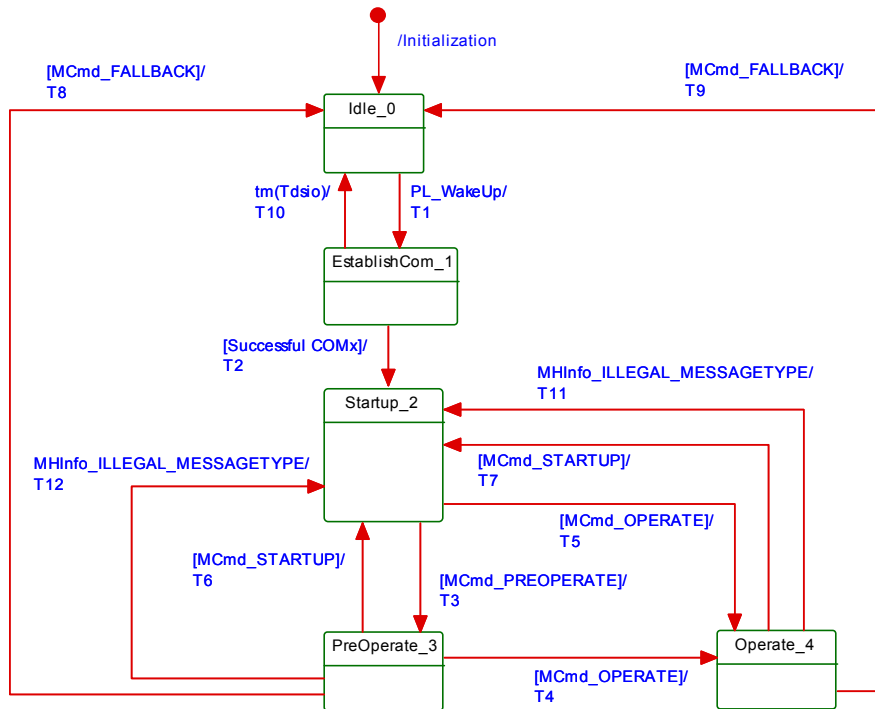 /Initialization
[MCmd_FALLBACK]/
T8
[MCmd_FALLBACK]/
T9
Idle_0
tm(Tdsio)/
T10
PL_WakeUp/
T1
EstablishCom_1
[Successful COMx]/
T2
MHInfo_ILLEGAL_MESSAGETYPE/
T11
Startup_2
MHInfo_ILLEGAL_MESSAGETYPE/
T12
[MCmd_STARTUP]/
T7
[MCmd_OPERATE]/
T5
[MCmd_STARTUP]/
T6
[MCmd_PREOPERATE]/
T3
PreOperate_3
Operate_4
[MCmd_OPERATE]/
T4